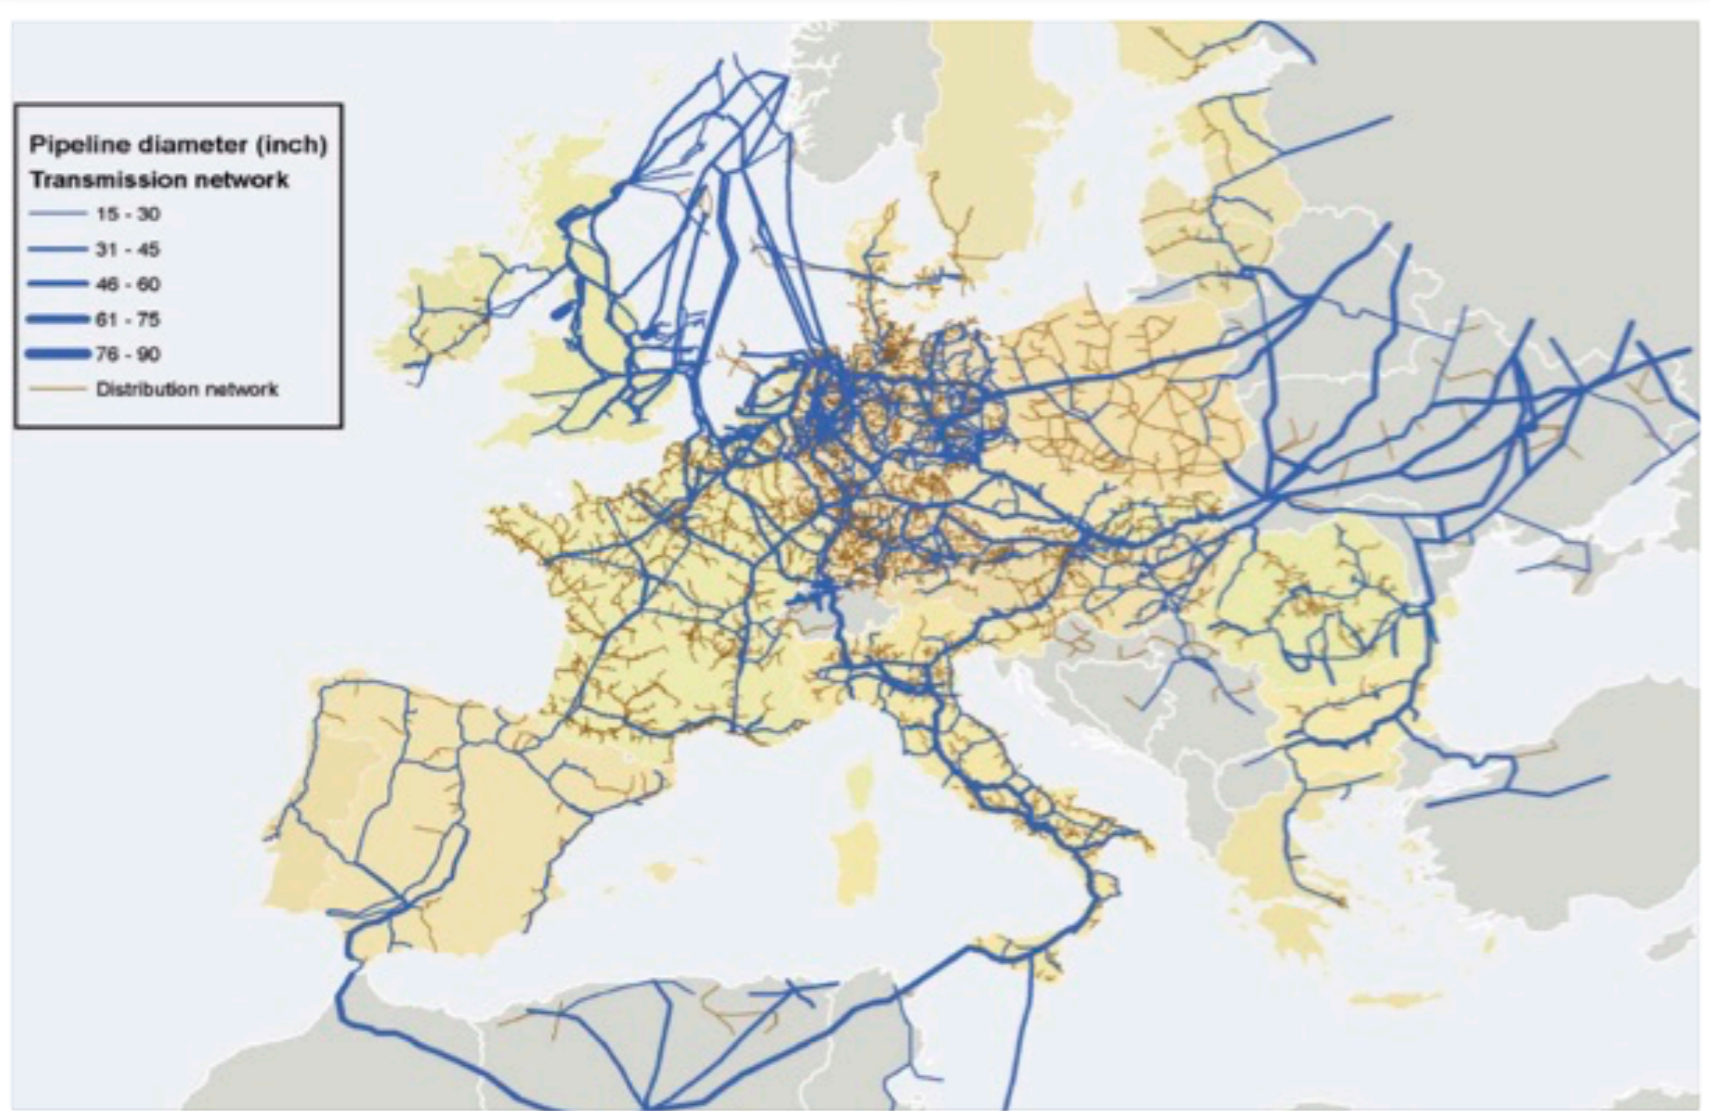 Pipeline diameter (inch)
Transmission network
15 - 30
31 - 45
46 - 60
61 - 75
76 - 90
Distribution network